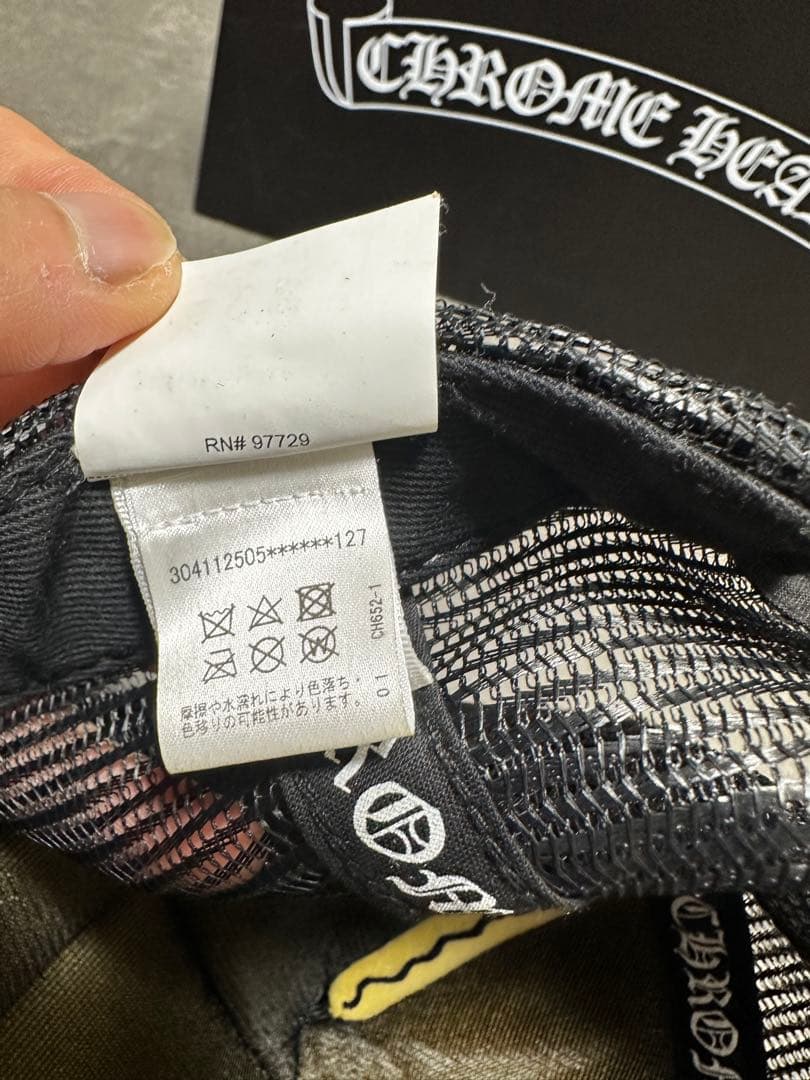 CHROME HEA
RN# 97729
304112505******127
CH652-1
01
摩擦や水濡れにより色落ち・
色移りの可能性があります。
CHRO